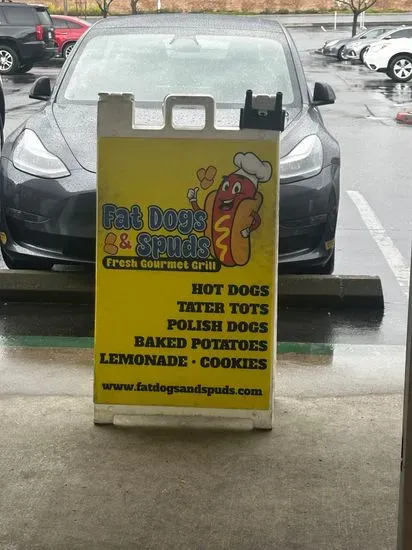 Fat Dogs
& Spuds
Fresh Gourmet Grill
HOT DOGS
TATER TOTS
POLISH DOGS
BAKED POTATOES
LEMONADE • COOKIES
www.fatdogsandspuds.com